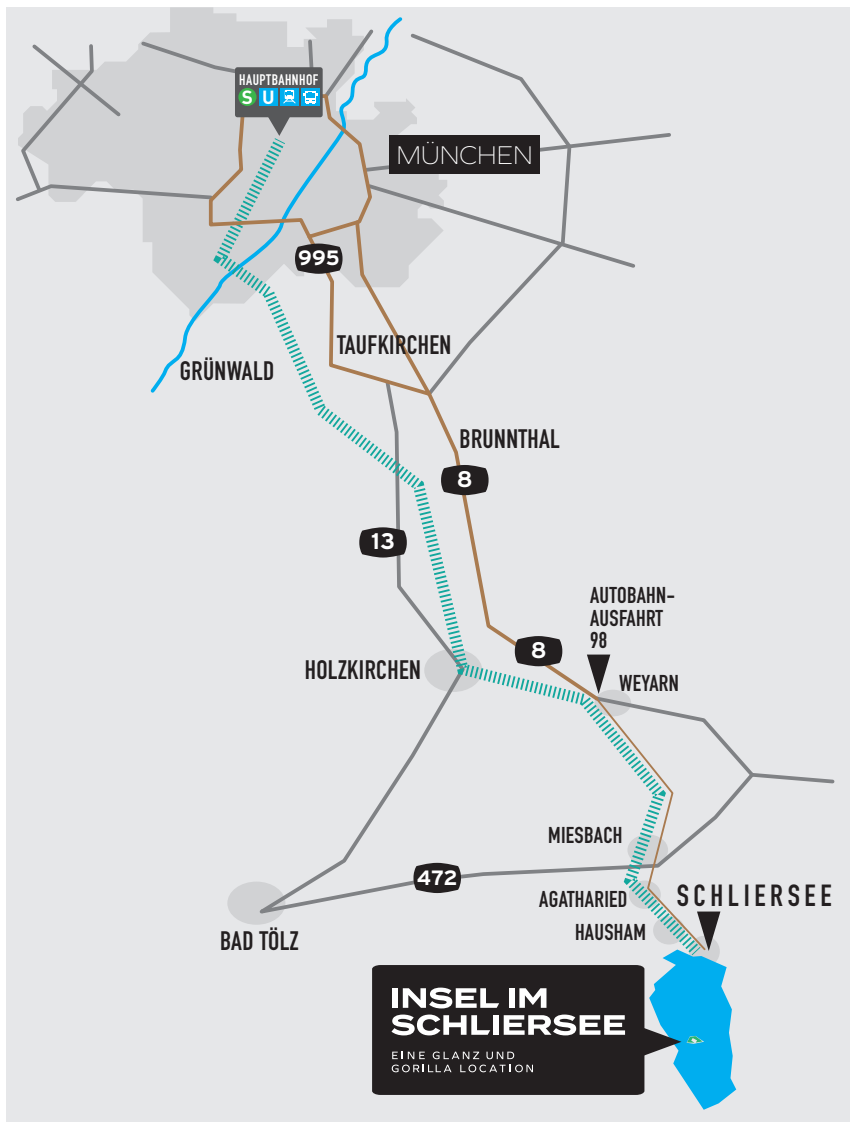 HAUPTBAHNHOF
S U
MÜNCHEN
995
TAUFKIRCHEN
GRÜNWALD
BRUNNTHAL
8
13
AUTOBAHN-
AUSFAHRT
98
8
HOLZKIRCHEN
WEYARN
MIESBACH
472
AGATHARIED
SCHLIERSEE
HAUSHAM
BAD TÖLZ
INSEL IM
SCHLIERSEE
EINE GLANZ UND
GORILLA LOCATION